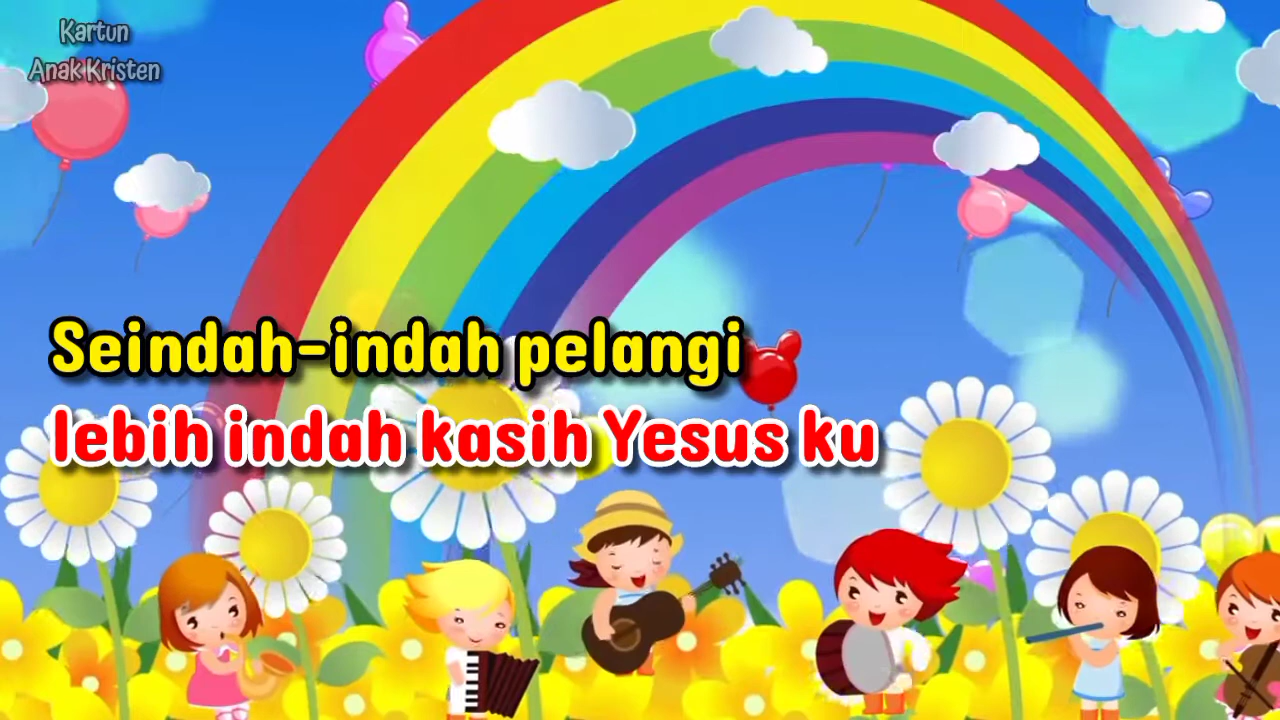 Kartun
Anak Kristen
Seindah-indah pelangi
lebih indah kasih Yesus ku